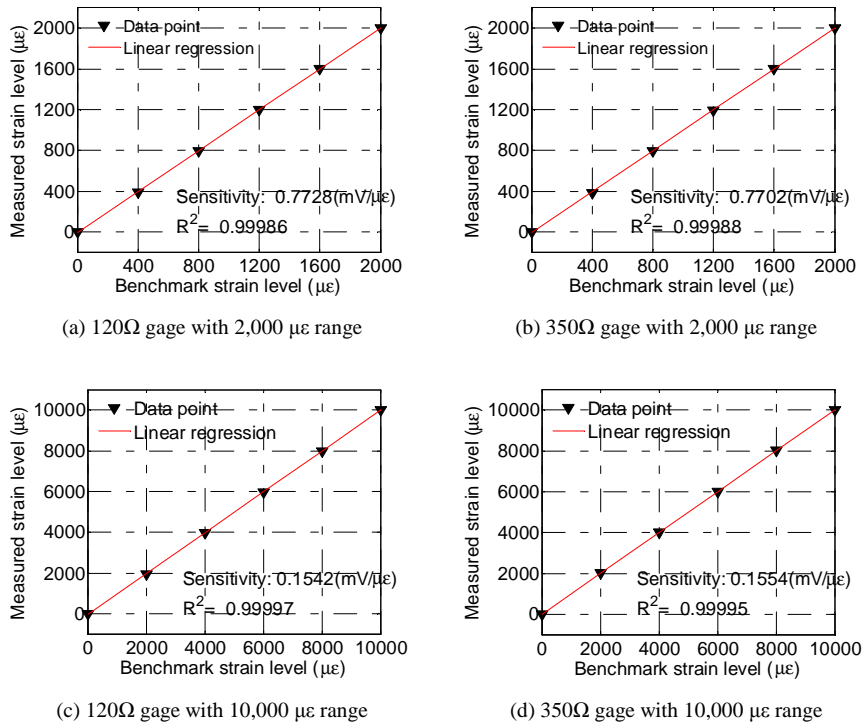 2000
1600
1200
800
400
0
Measured strain level (µε)
Data point
Linear regression
Sensitivity: 0.7728(mV/µε)
R²= 0.99986
0 400 800 1200 1600 2000
Benchmark strain level (µε)
(a) 120Ω gage with 2,000 µε range
2000
1600
1200
800
400
0
Measured strain level (µε)
Data point
Linear regression
Sensitivity: 0.7702(mV/µε)
R²= 0.99988
0 400 800 1200 1600 2000
Benchmark strain level (µε)
(b) 350Ω gage with 2,000 µε range
10000
8000
6000
4000
2000
0
Measured strain level (µε)
Data point
Linear regression
Sensitivity: 0.1542(mV/µε)
R²= 0.99997
0 2000 4000 6000 8000 10000
Benchmark strain level (µε)
(c) 120Ω gage with 10,000 µε range
10000
8000
6000
4000
2000
0
Measured strain level (µε)
Data point
Linear regression
Sensitivity: 0.1554(mV/µε)
R²= 0.99995
0 2000 4000 6000 8000 10000
Benchmark strain level (µε)
(d) 350Ω gage with 10,000 µε range